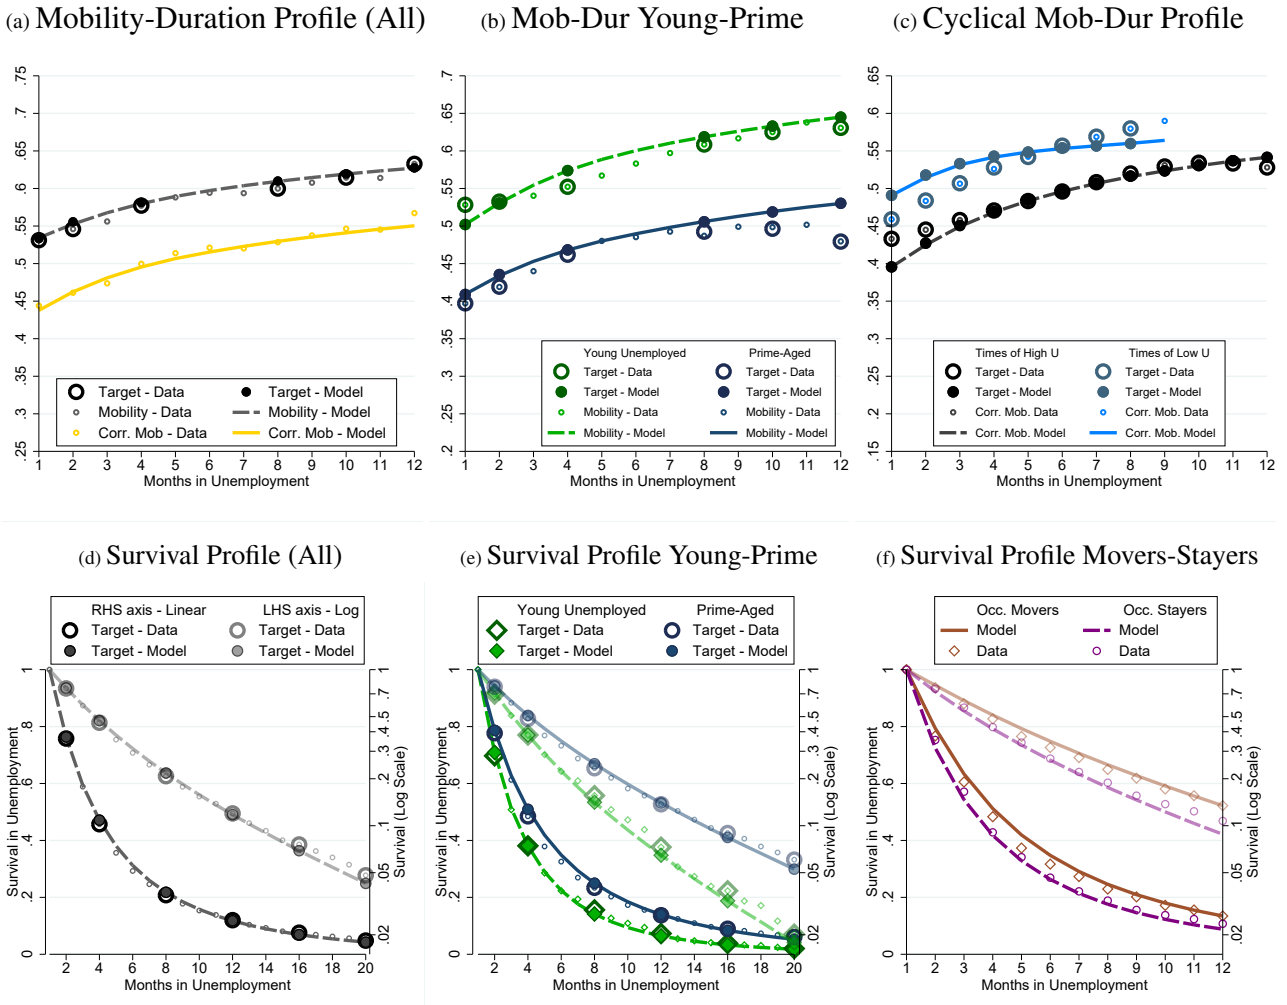 (a) Mobility-Duration Profile (All)
.75
.7
.65
.6
.55
.5
.45
.4
.35
.3
.25
Target - Data
Target - Model
Mobility - Data
Mobility - Model
Corr. Mob - Data
Corr. Mob - Model
1 2 3 4 5 6 7 8 9 10 11 12
Months in Unemployment
(b) Mob-Dur Young-Prime
.7
.65
.6
.55
.5
.45
.4
.35
.3
.25
.2
Young Unemployed
Prime-Aged
Target - Data
Target - Data
Target - Model
Target - Model
Mobility - Data
Mobility - Data
Mobility - Model
Mobility - Model
1 2 3 4 5 6 7 8 9 10 11 12
Months in Unemployment
(c) Cyclical Mob-Dur Profile
.65
.6
.55
.5
.45
.4
.35
.3
.25
.2
.15
Times of High U
Times of Low U
Target - Data
Target - Data
Target - Model
Target - Model
Corr. Mob. Data
Corr. Mob. Data
Corr. Mob. Model
Corr. Mob. Model
1 2 3 4 5 6 7 8 9 10 11 12
Months in Unemployment
(d) Survival Profile (All)
RHS axis - Linear
LHS axis - Log
Target - Data
Target - Data
Target - Model
Target - Model
Survival in Unemployment
1
.8
.6
.4
.2
0
1
.7
.5
.4
.3
.2
.1
.05
.02
Survival (Log Scale)
2 4 6 8 10 12 14 16 18 20
Months in Unemployment
(e) Survival Profile Young-Prime
Young Unemployed
Prime-Aged
Target - Data
Target - Data
Target - Model
Target - Model
Survival in Unemployment
1
.8
.6
.4
.2
0
1
.7
.5
.4
.3
.2
.1
.05
.02
Survival (Log Scale)
2 4 6 8 10 12 14 16 18 20
Months in Unemployment
(f) Survival Profile Movers-Stayers
Occ. Movers
Occ. Stayers
Model
Model
Data
Data
Survival in Unemployment
1
.8
.6
.4
.2
0
1
.7
.5
.4
.3
.2
.1
.05
.02
Survival (Log Scale)
1 2 3 4 5 6 7 8 9 10 11 12
Months in Unemployment